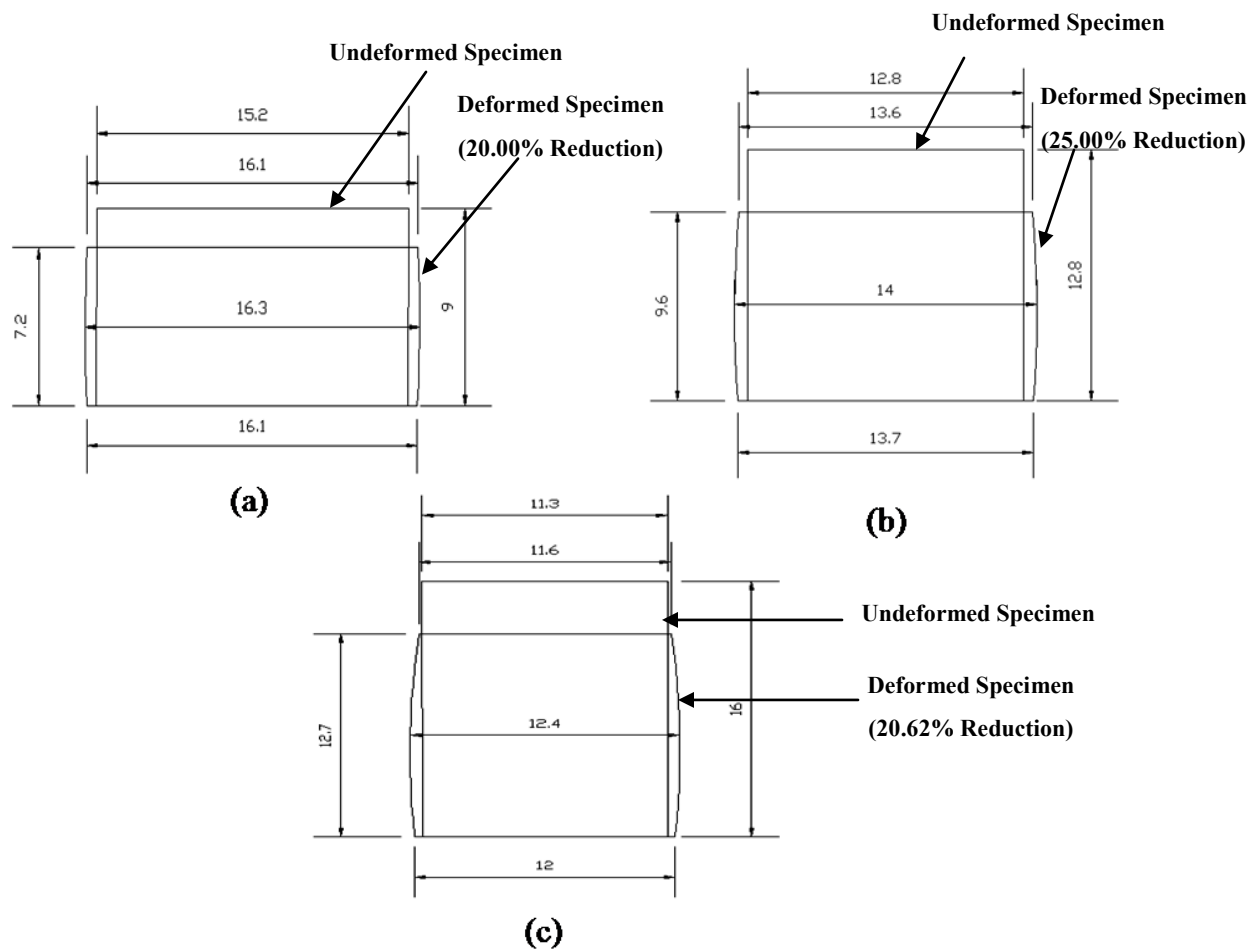 Undeformed Specimen
Deformed Specimen
(20.00% Reduction)
15.2
16.1
7.2
16.3
9
16.1
(a)
Undeformed Specimen
Deformed Specimen
(25.00% Reduction)
12.8
13.6
9.6
14
12.8
13.7
(b)
11.3
11.6
Undeformed Specimen
Deformed Specimen
(20.62% Reduction)
12.7
12.4
16
12
(c)